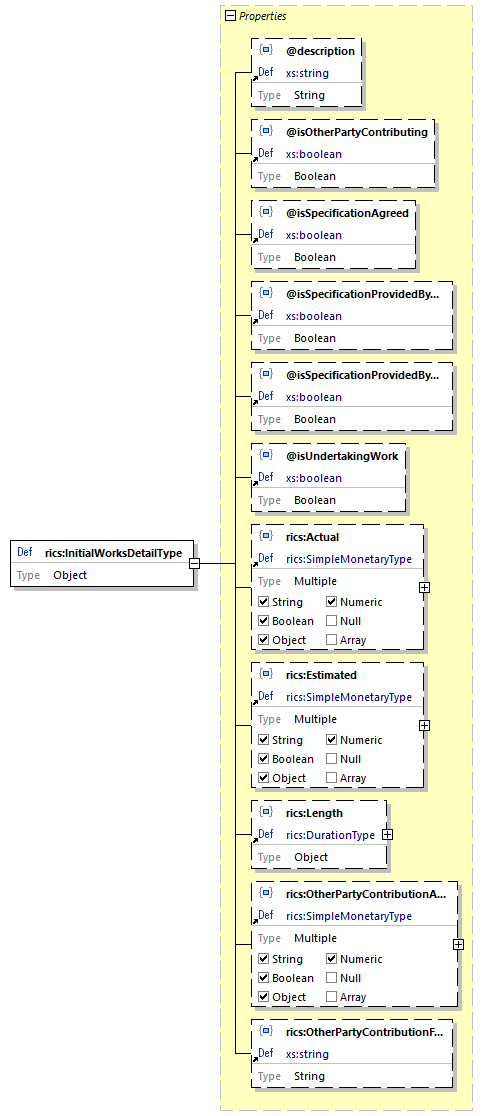 Properties
{} @description
Def xs:string
Type String
{} @isOtherPartyContributing
Def xs:boolean
Type Boolean
{} @isSpecificationAgreed
Def xs:boolean
Type Boolean
{} @isSpecificationProvidedBy...
Def xs:boolean
Type Boolean
{} @isSpecificationProvidedBy...
Def xs:boolean
Type Boolean
{} @isUndertakingWork
Def xs:boolean
Type Boolean
Def rics:InitialWorksDetailType
Type Object
{} rics:Actual
Def rics:SimpleMonetaryType
Type Multiple
String Numeric
Boolean Null
Object Array
{} rics:Estimated
Def rics:SimpleMonetaryType
Type Multiple
String Numeric
Boolean Null
Object Array
{} rics:Length
Def rics:DurationType
Type Object
{} rics:OtherPartyContributionA...
Def rics:SimpleMonetaryType
Type Multiple
String Numeric
Boolean Null
Object Array
{} rics:OtherPartyContributionF...
Def xs:string
Type String